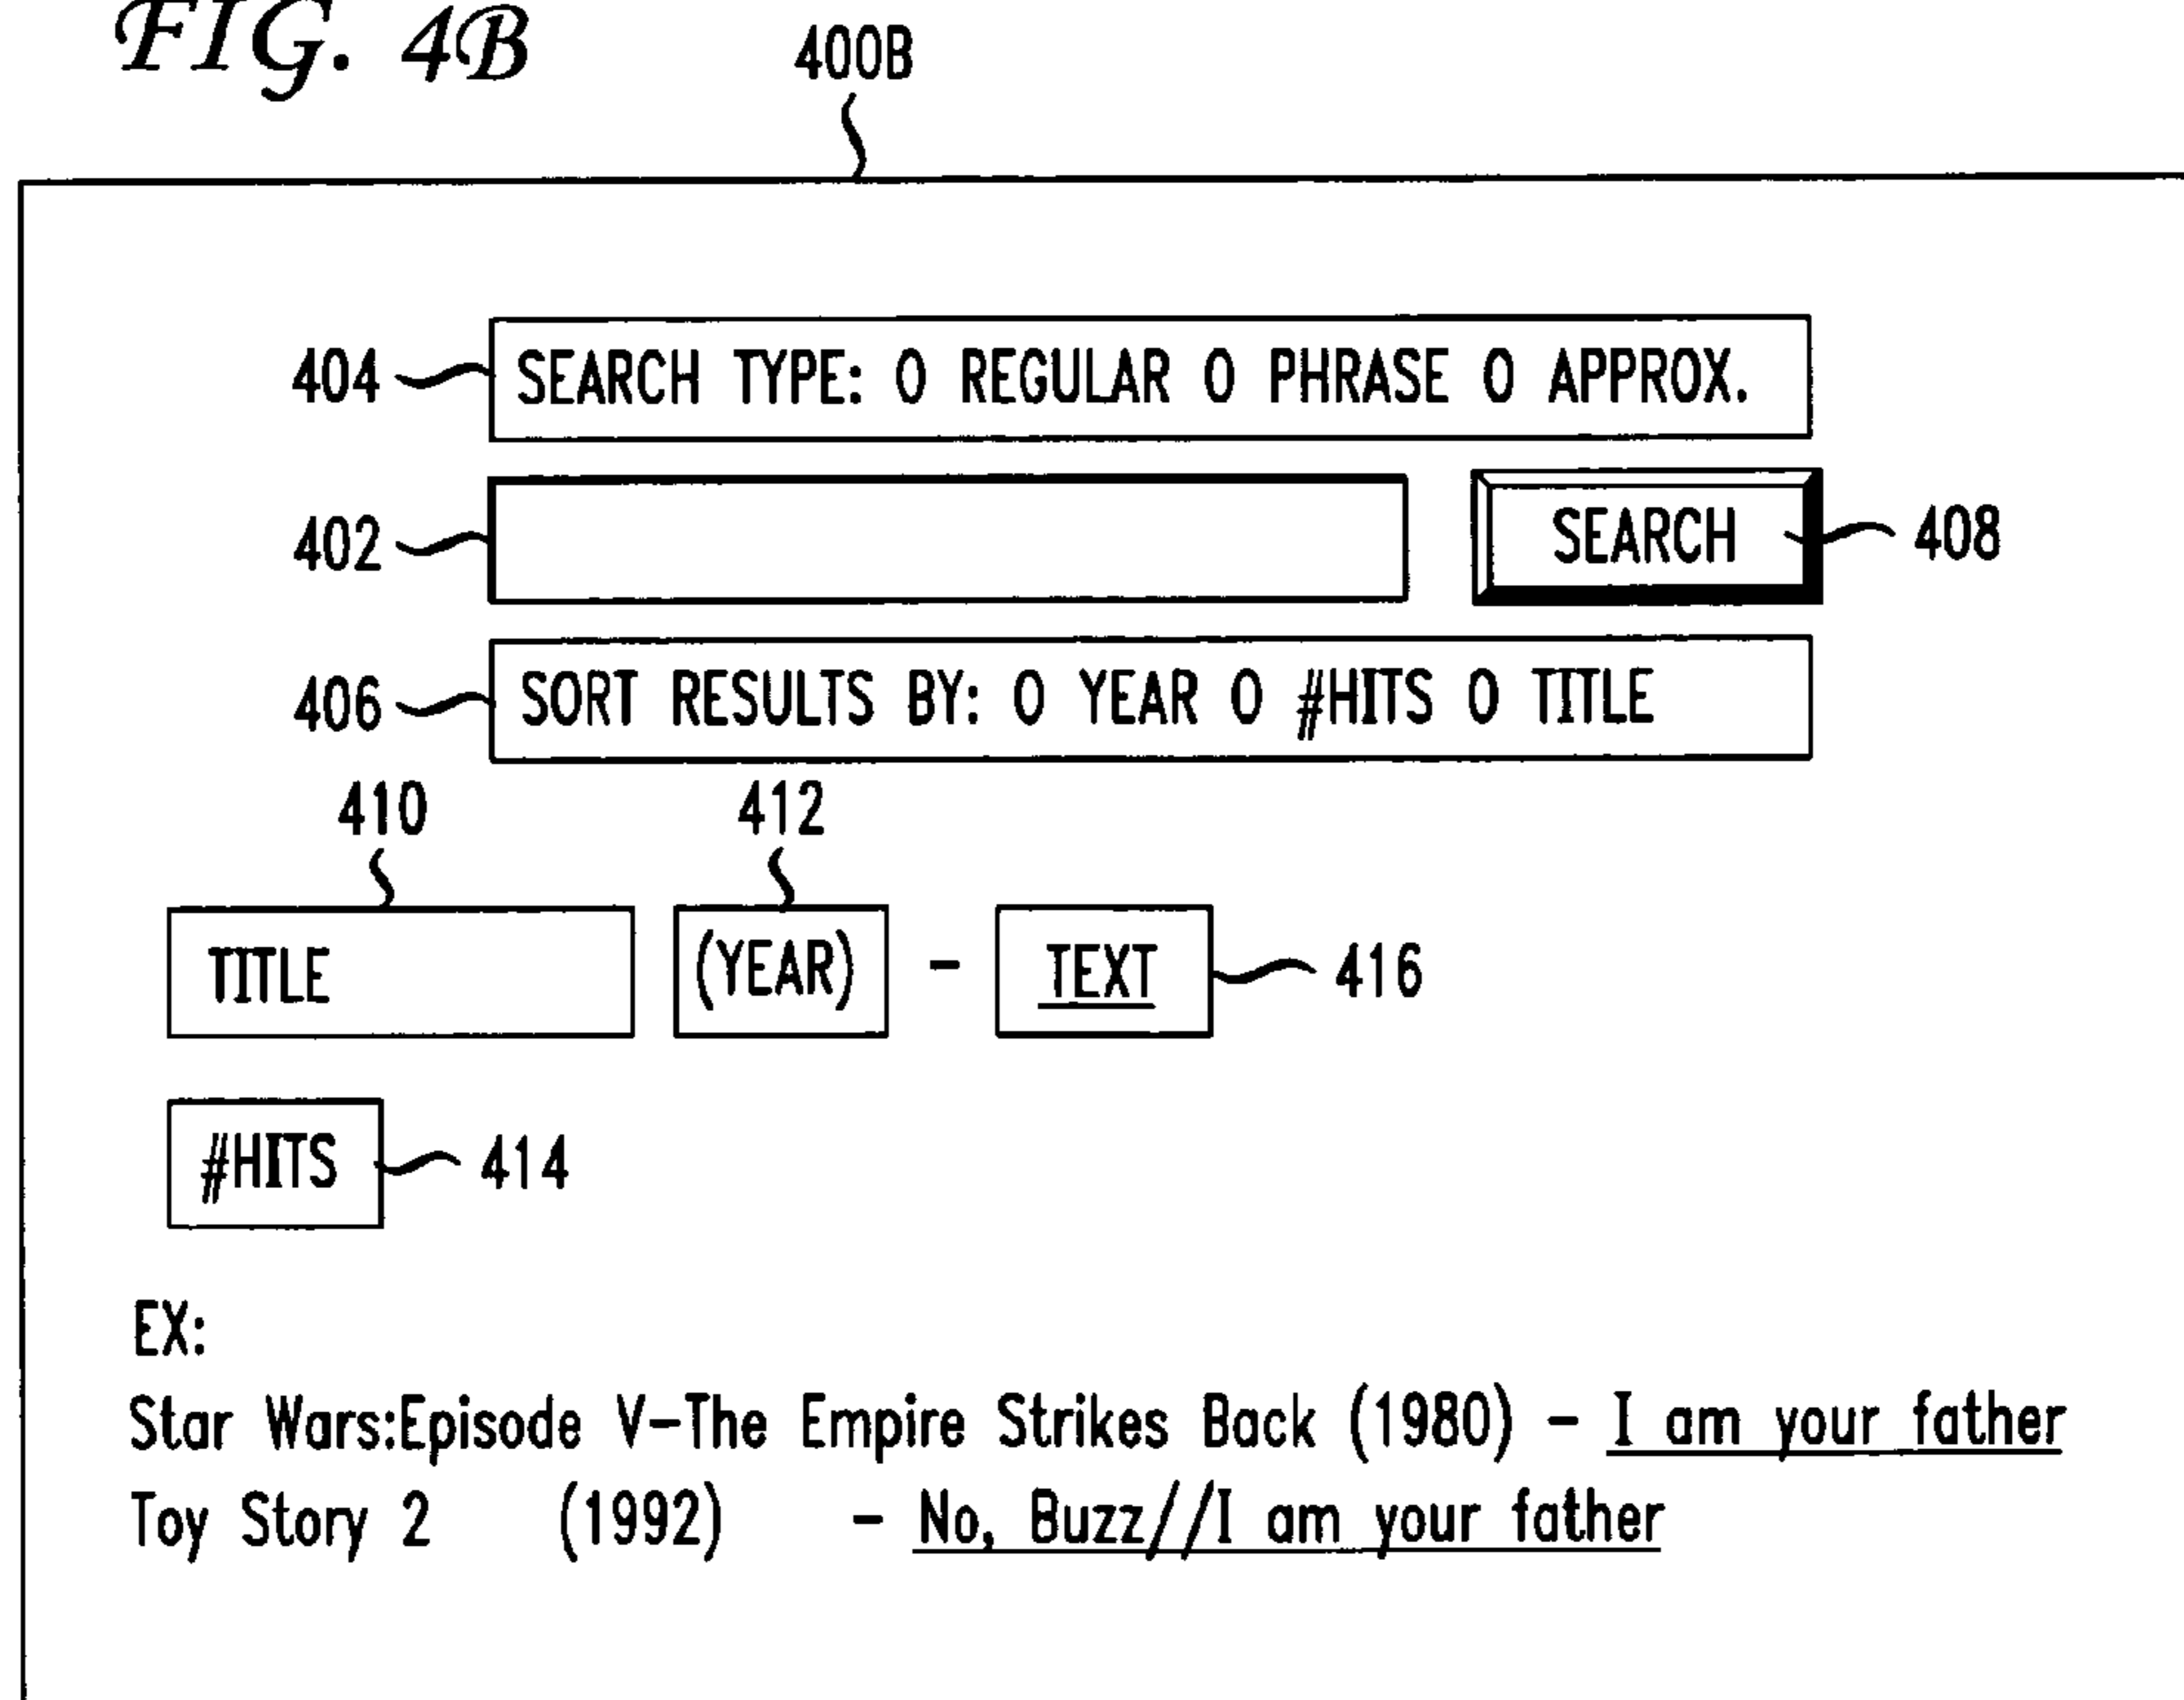 FIG. 4B
400B
404 SEARCH TYPE: O REGULAR O PHRASE O APPROX.
402 SEARCH 408
406 SORT RESULTS BY: O YEAR O #HITS O TITLE
410 412
TITLE (YEAR) - TEXT 416
#HITS 414
EX:
Star Wars:Episode V-The Empire Strikes Back (1980) - I am your father
Toy Story 2 (1992) - No, Buzz//I am your father